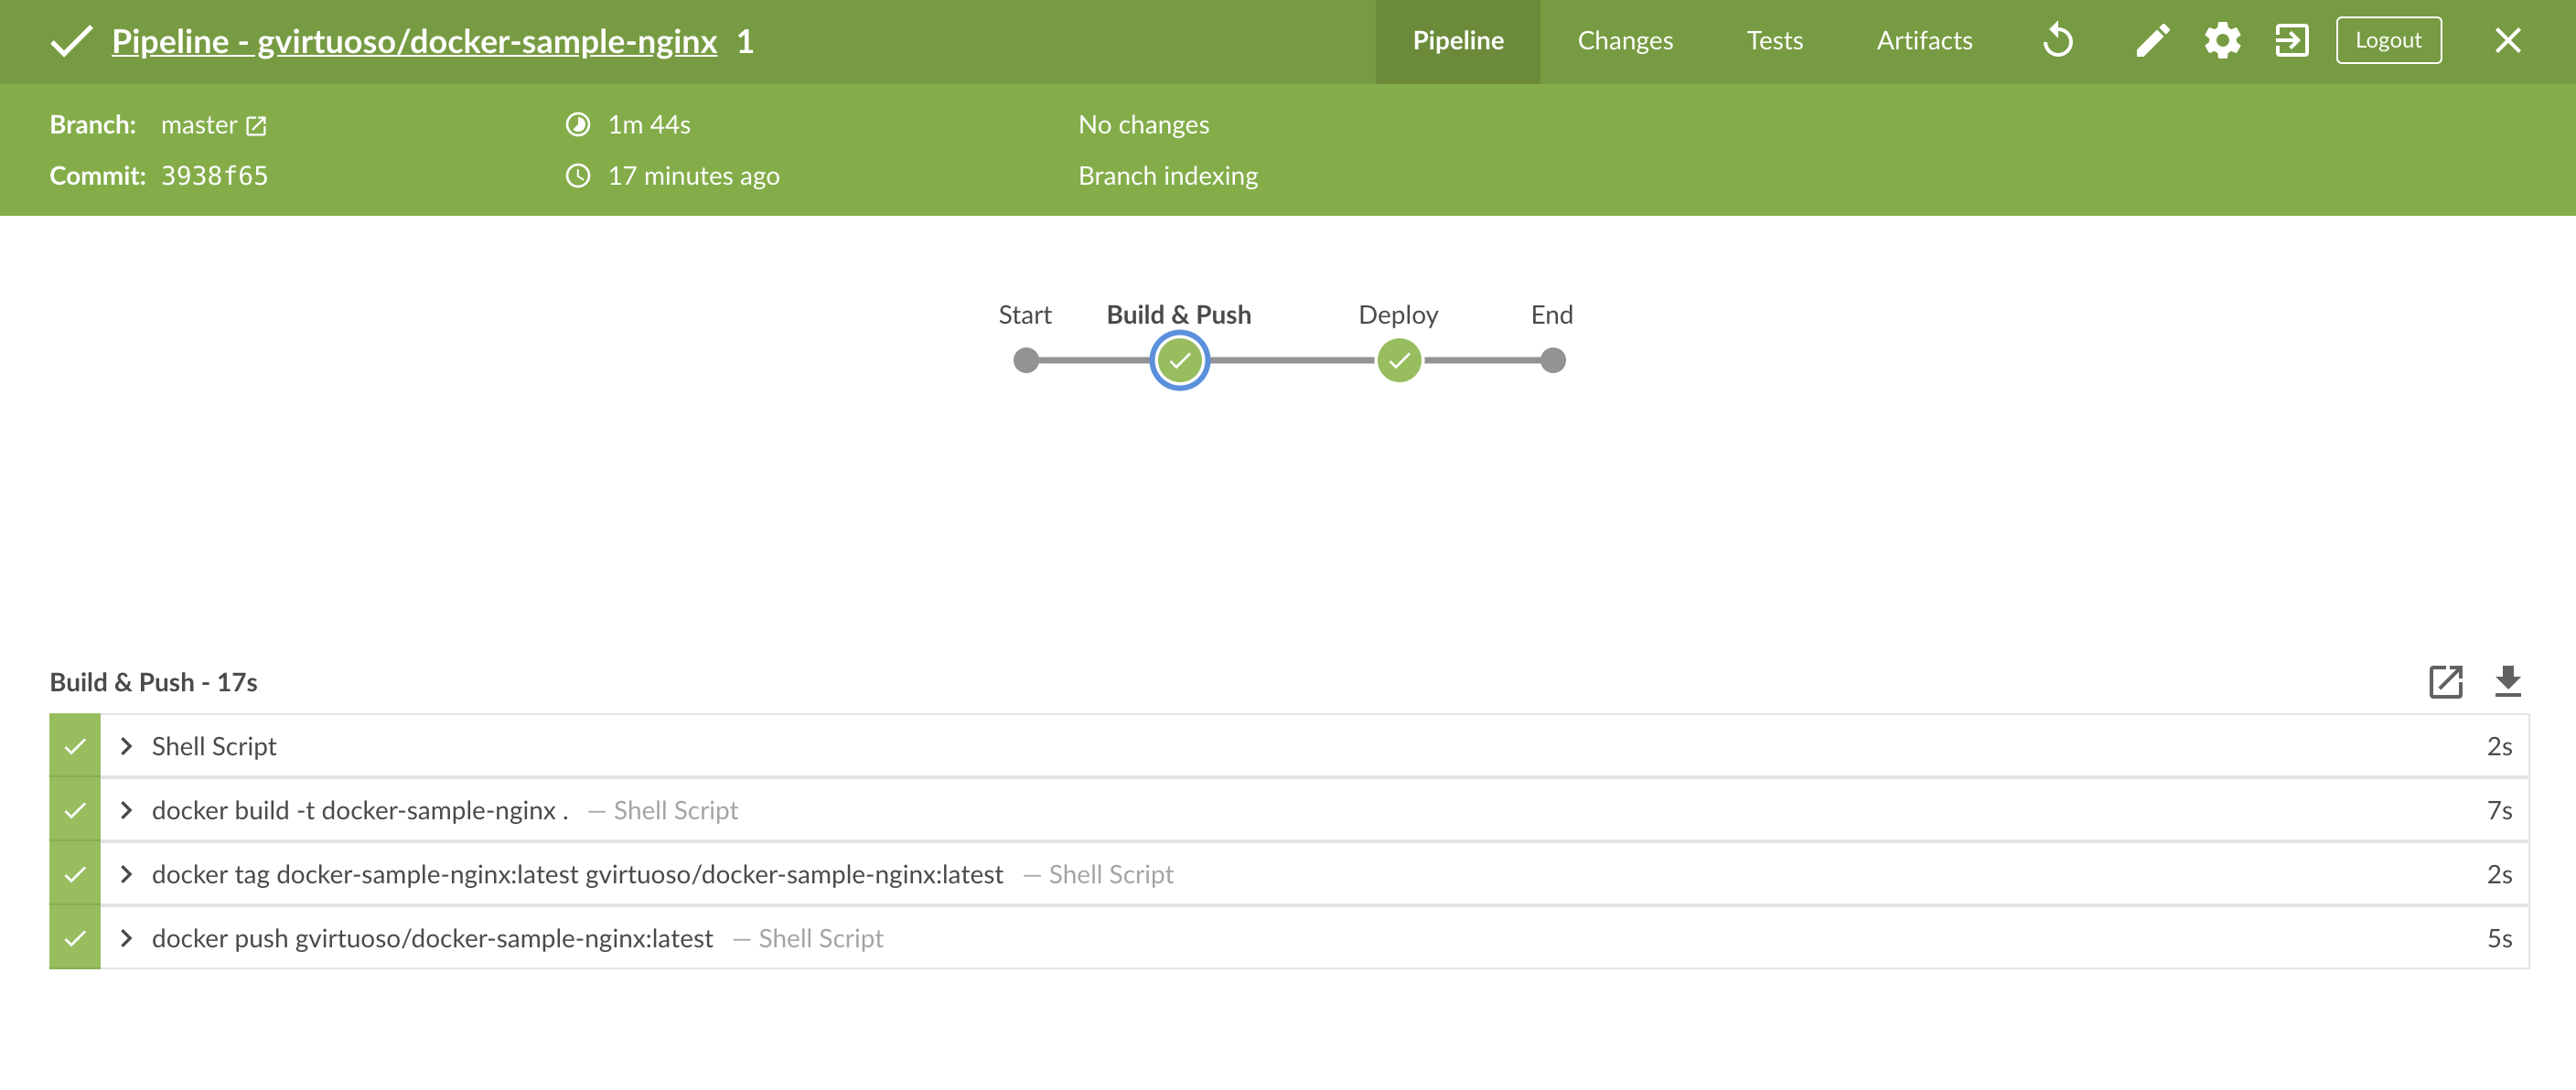 Pipeline - gvirtuoso/docker-sample-nginx 1
Pipeline Changes Tests Artifacts Logout
Branch: master 1m 44s No changes
Commit: 3938f65 17 minutes ago Branch indexing
Start Build & Push Deploy End
Build & Push - 17s
Shell Script 2s
docker build -t docker-sample-nginx . — Shell Script 7s
docker tag docker-sample-nginx:latest gvirtuoso/docker-sample-nginx:latest — Shell Script 2s
docker push gvirtuoso/docker-sample-nginx:latest — Shell Script 5s